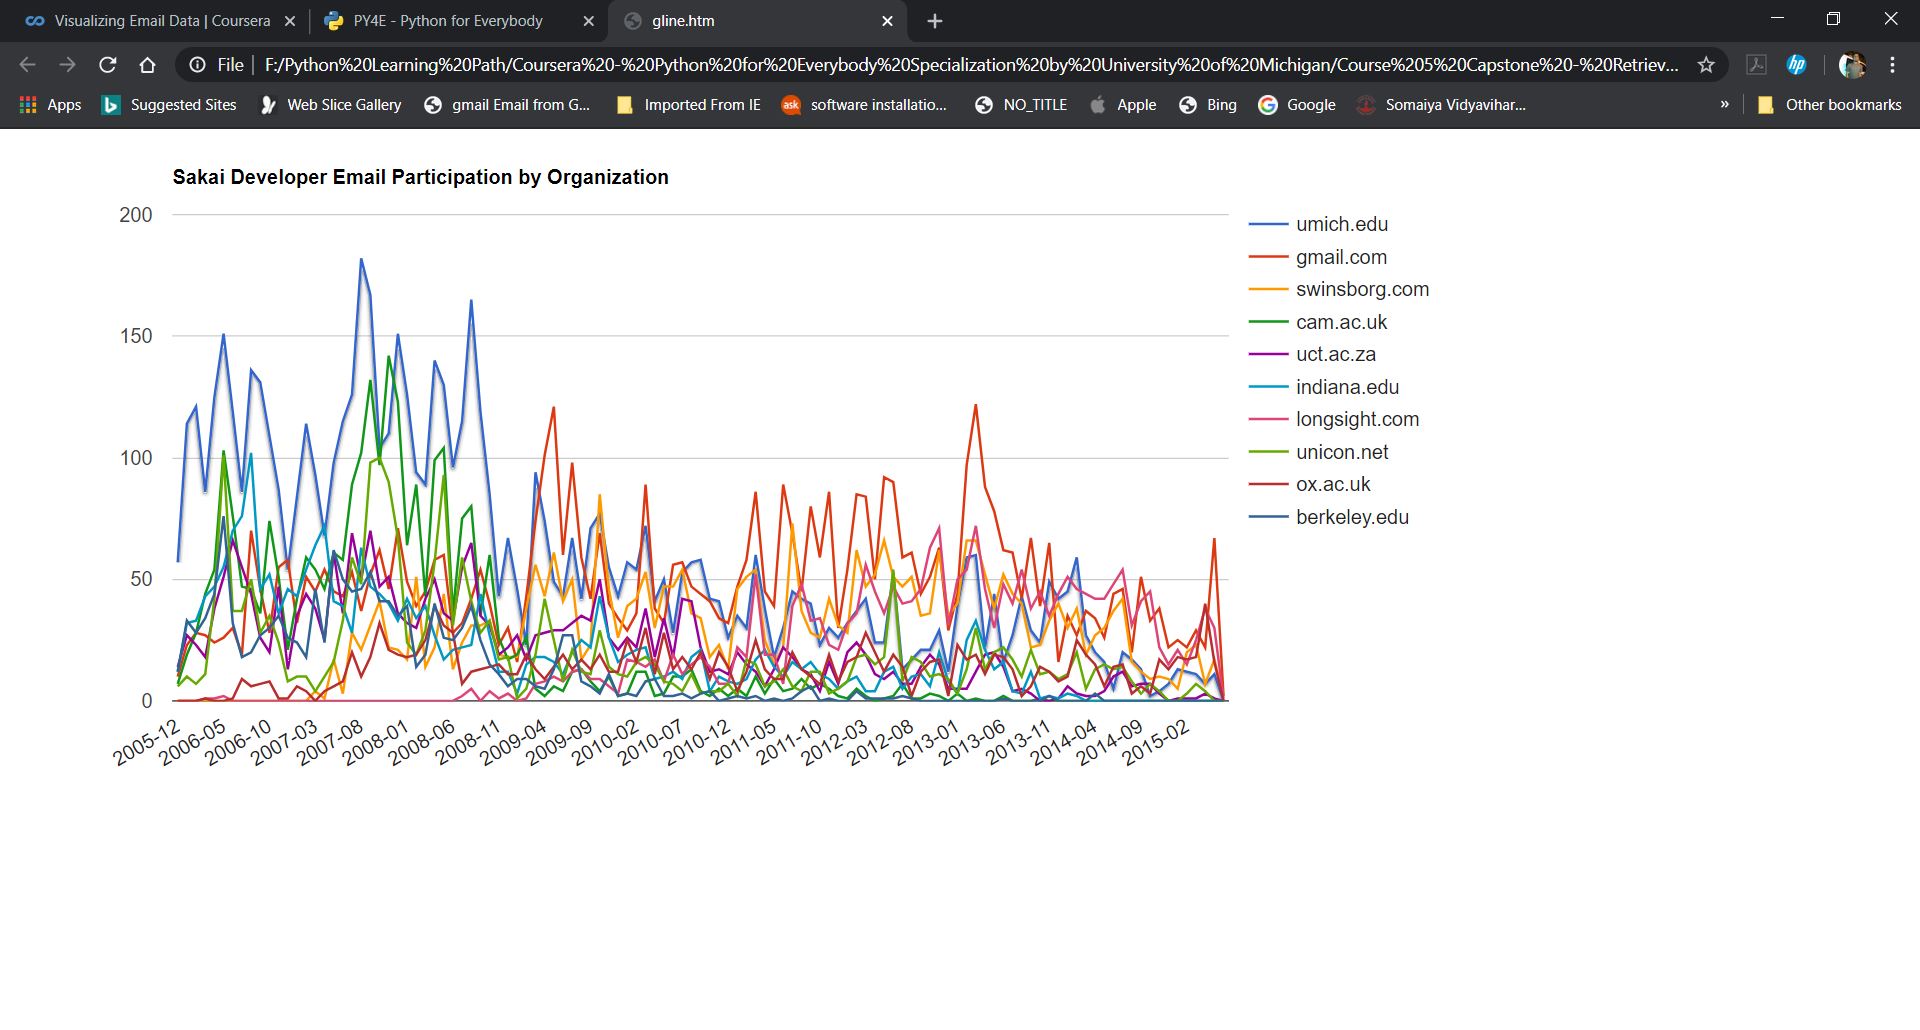 Visualizing Email Data | Coursera
PY4E - Python for Everybody
gline.htm
File
F:/Python%20Learning%20Path/Coursera%20-%20Python%20for%20Everybody%20Specialization%20by%20University%20of%20Michigan/Course%205%20Capstone%20-%20Retriev...
hp
Apps
Suggested Sites
Web Slice Gallery
gmail Email from G...
Imported From IE
ask
software installatio...
NO_TITLE
Apple
Bing
Google
Somaiya Vidyavihar...
»
Other bookmarks
Sakai Developer Email Participation by Organization
200
150
100
50
0
umich.edu
gmail.com
swinsborg.com
cam.ac.uk
uct.ac.za
indiana.edu
longsight.com
unicon.net
ox.ac.uk
berkeley.edu
2005-12
2006-05
2006-10
2007-03
2007-08
2008-01
2008-06
2008-11
2009-04
2009-09
2010-02
2010-07
2010-12
2011-05
2011-10
2012-03
2012-08
2013-01
2013-06
2013-11
2014-04
2014-09
2015-02